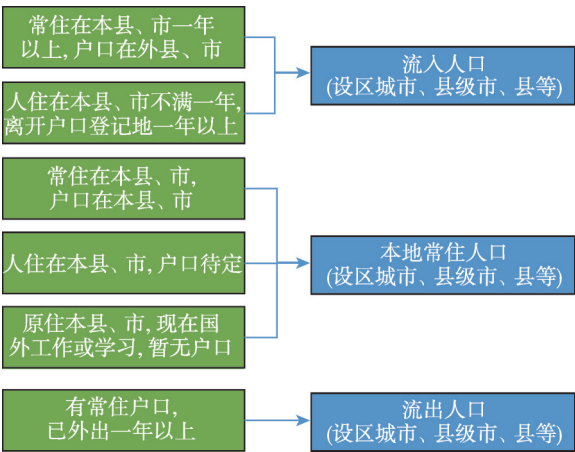 常住在本县、市一年
以上, 户口在外县、市
人住在本县、市不满一年,
离开户口登记地一年以上
流入人口
(设区城市、县级市、县等)
常住在本县、市,
户口在本县、市
人住在本县、市, 户口待定
原住本县、市, 现在国
外工作或学习, 暂无户口
本地常住人口
(设区城市、县级市、县等)
有常住户口,
已外出一年以上
流出人口
(设区城市、县级市、县等)